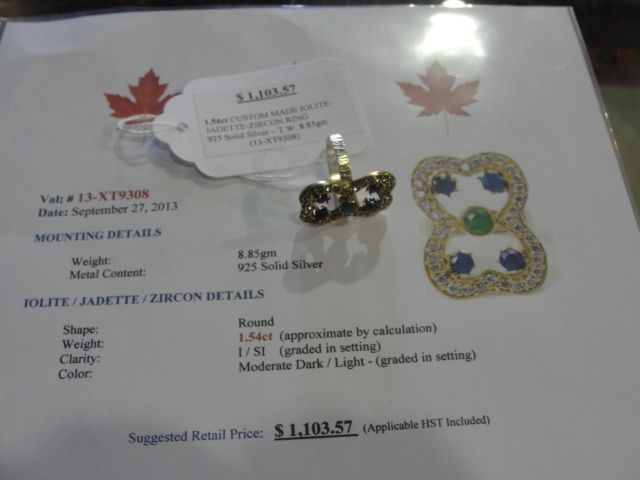 $ 1,103.57
1.54ct CUSTOM MADE IOLITE-
JADETTE-ZIRCON RING
925 Solid Silver – T.W. 8.85gm
(13-XT9308)
Val: # 13-XT9308
Date: September 27, 2013
MOUNTING DETAILS
Weight: 8.85gm
Metal Content: 925 Solid Silver
IOLITE / JADETTE / ZIRCON DETAILS
Shape: Round
Weight: 1.54ct (approximate by calculation)
Clarity: I / SI (graded in setting)
Color: Moderate Dark / Light - (graded in setting)
Suggested Retail Price: $ 1,103.57 (Applicable HST Included)